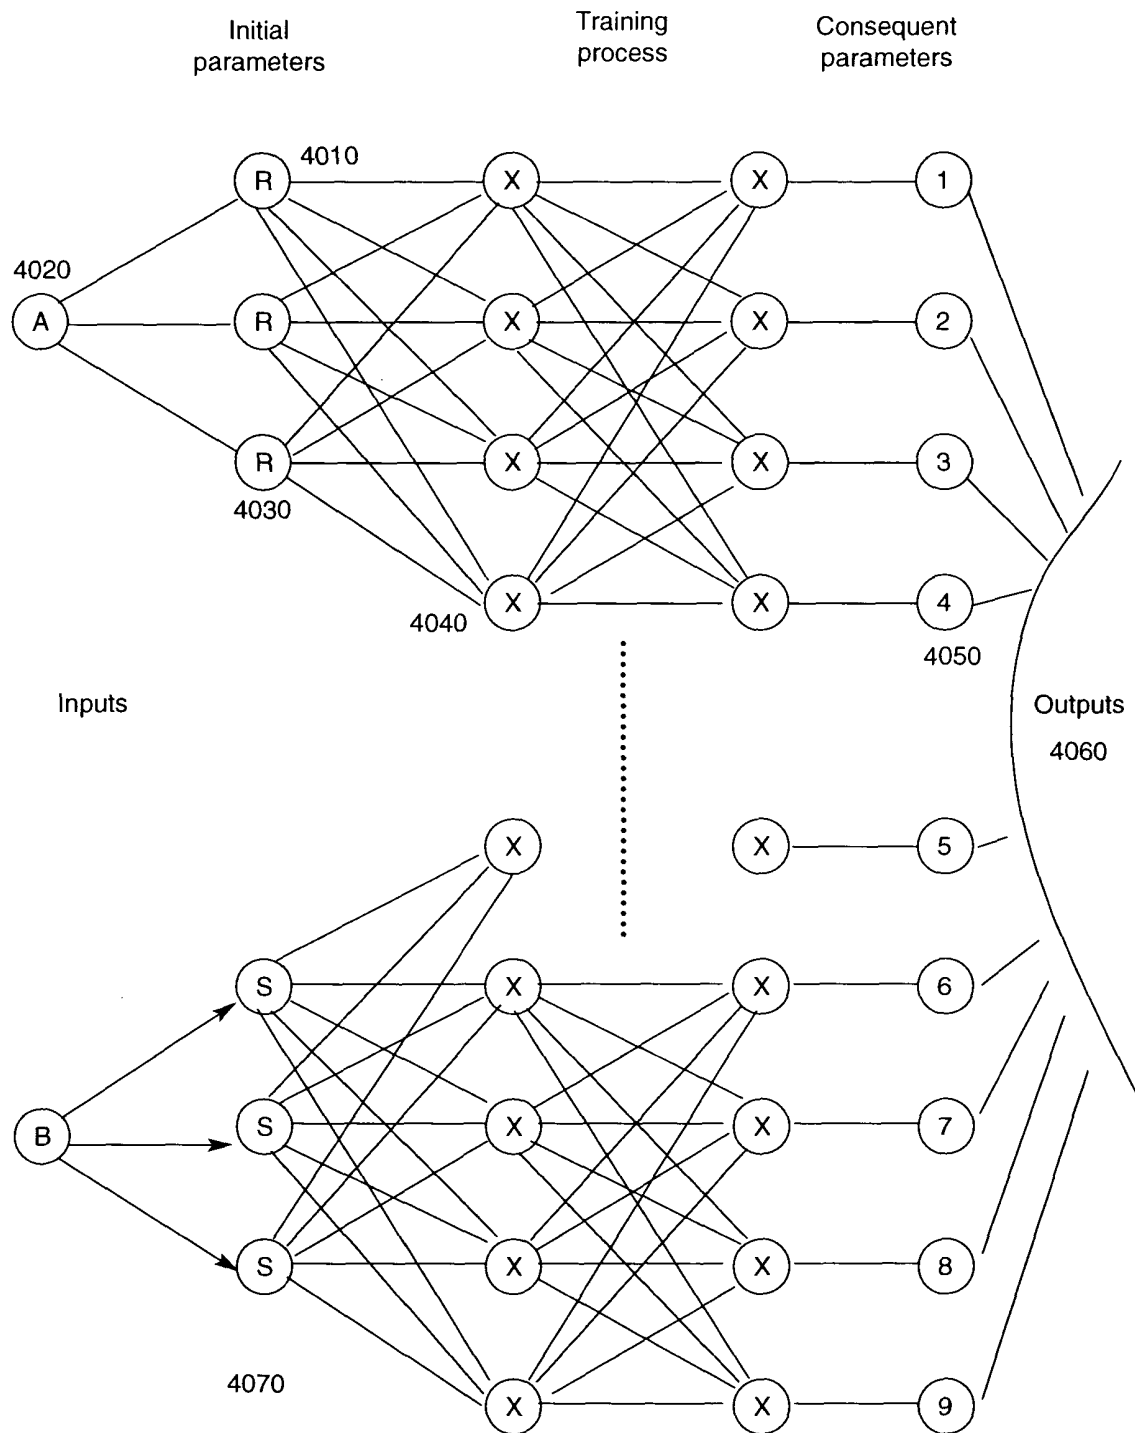 Initial
parameters
Training
process
Consequent
parameters
4010
R
X
X
1
4020
A
R
X
X
2
R
X
X
3
4030
4040
X
X
4
4050
Inputs
Outputs
4060
X
X
5
S
X
X
6
B
S
X
X
7
S
X
X
8
4070
X
X
9